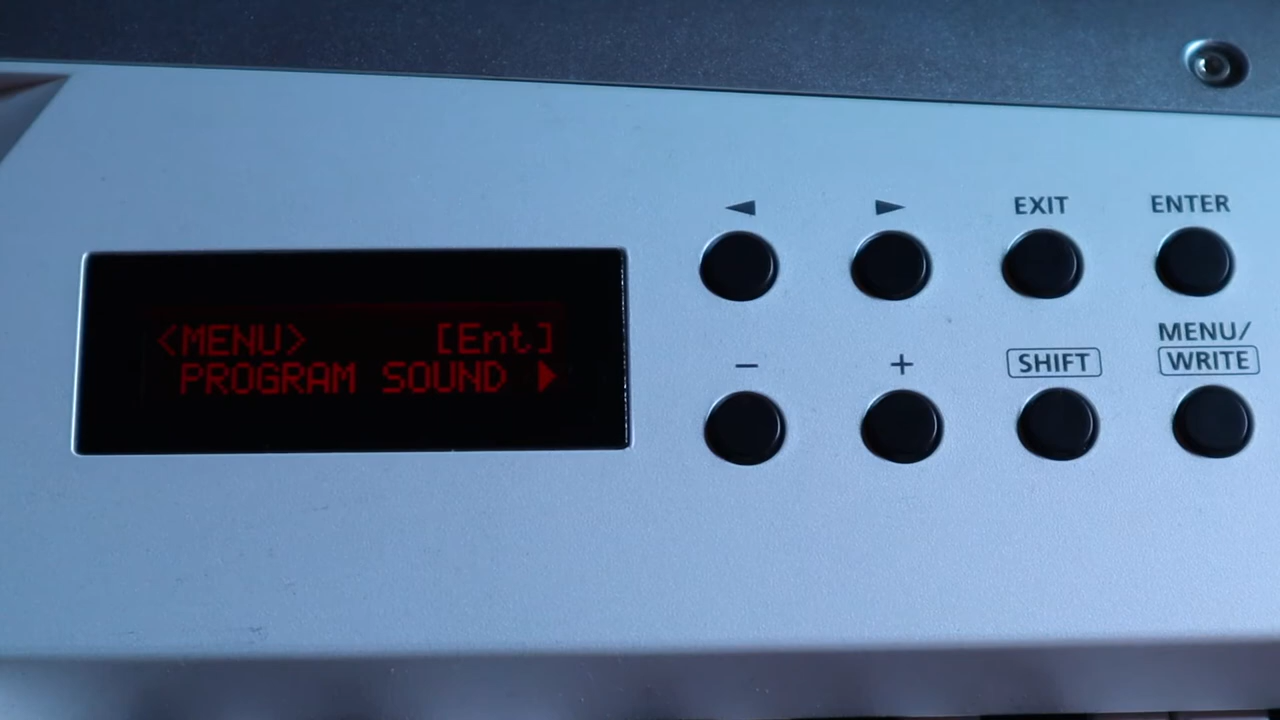 <MENU> [Ent]
PROGRAM SOUND ▶
◄ ► EXIT ENTER
− + SHIFT MENU/
WRITE